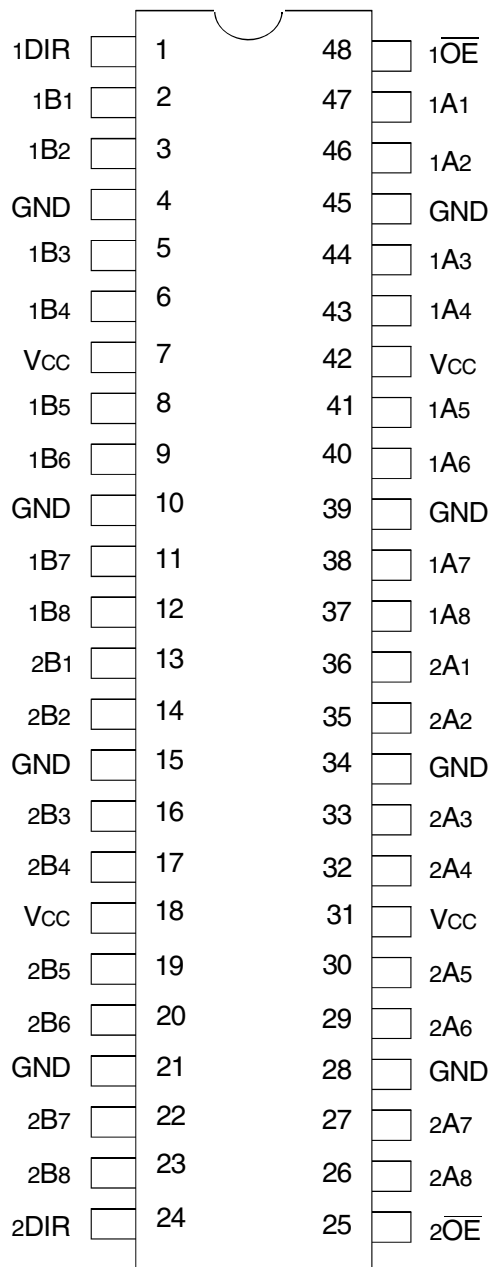 1DIR 1 48 1O̅E̅
1B1 2 47 1A1
1B2 3 46 1A2
GND 4 45 GND
1B3 5 44 1A3
1B4 6 43 1A4
VCC 7 42 VCC
1B5 8 41 1A5
1B6 9 40 1A6
GND 10 39 GND
1B7 11 38 1A7
1B8 12 37 1A8
2B1 13 36 2A1
2B2 14 35 2A2
GND 15 34 GND
2B3 16 33 2A3
2B4 17 32 2A4
VCC 18 31 VCC
2B5 19 30 2A5
2B6 20 29 2A6
GND 21 28 GND
2B7 22 27 2A7
2B8 23 26 2A8
2DIR 24 25 2O̅E̅